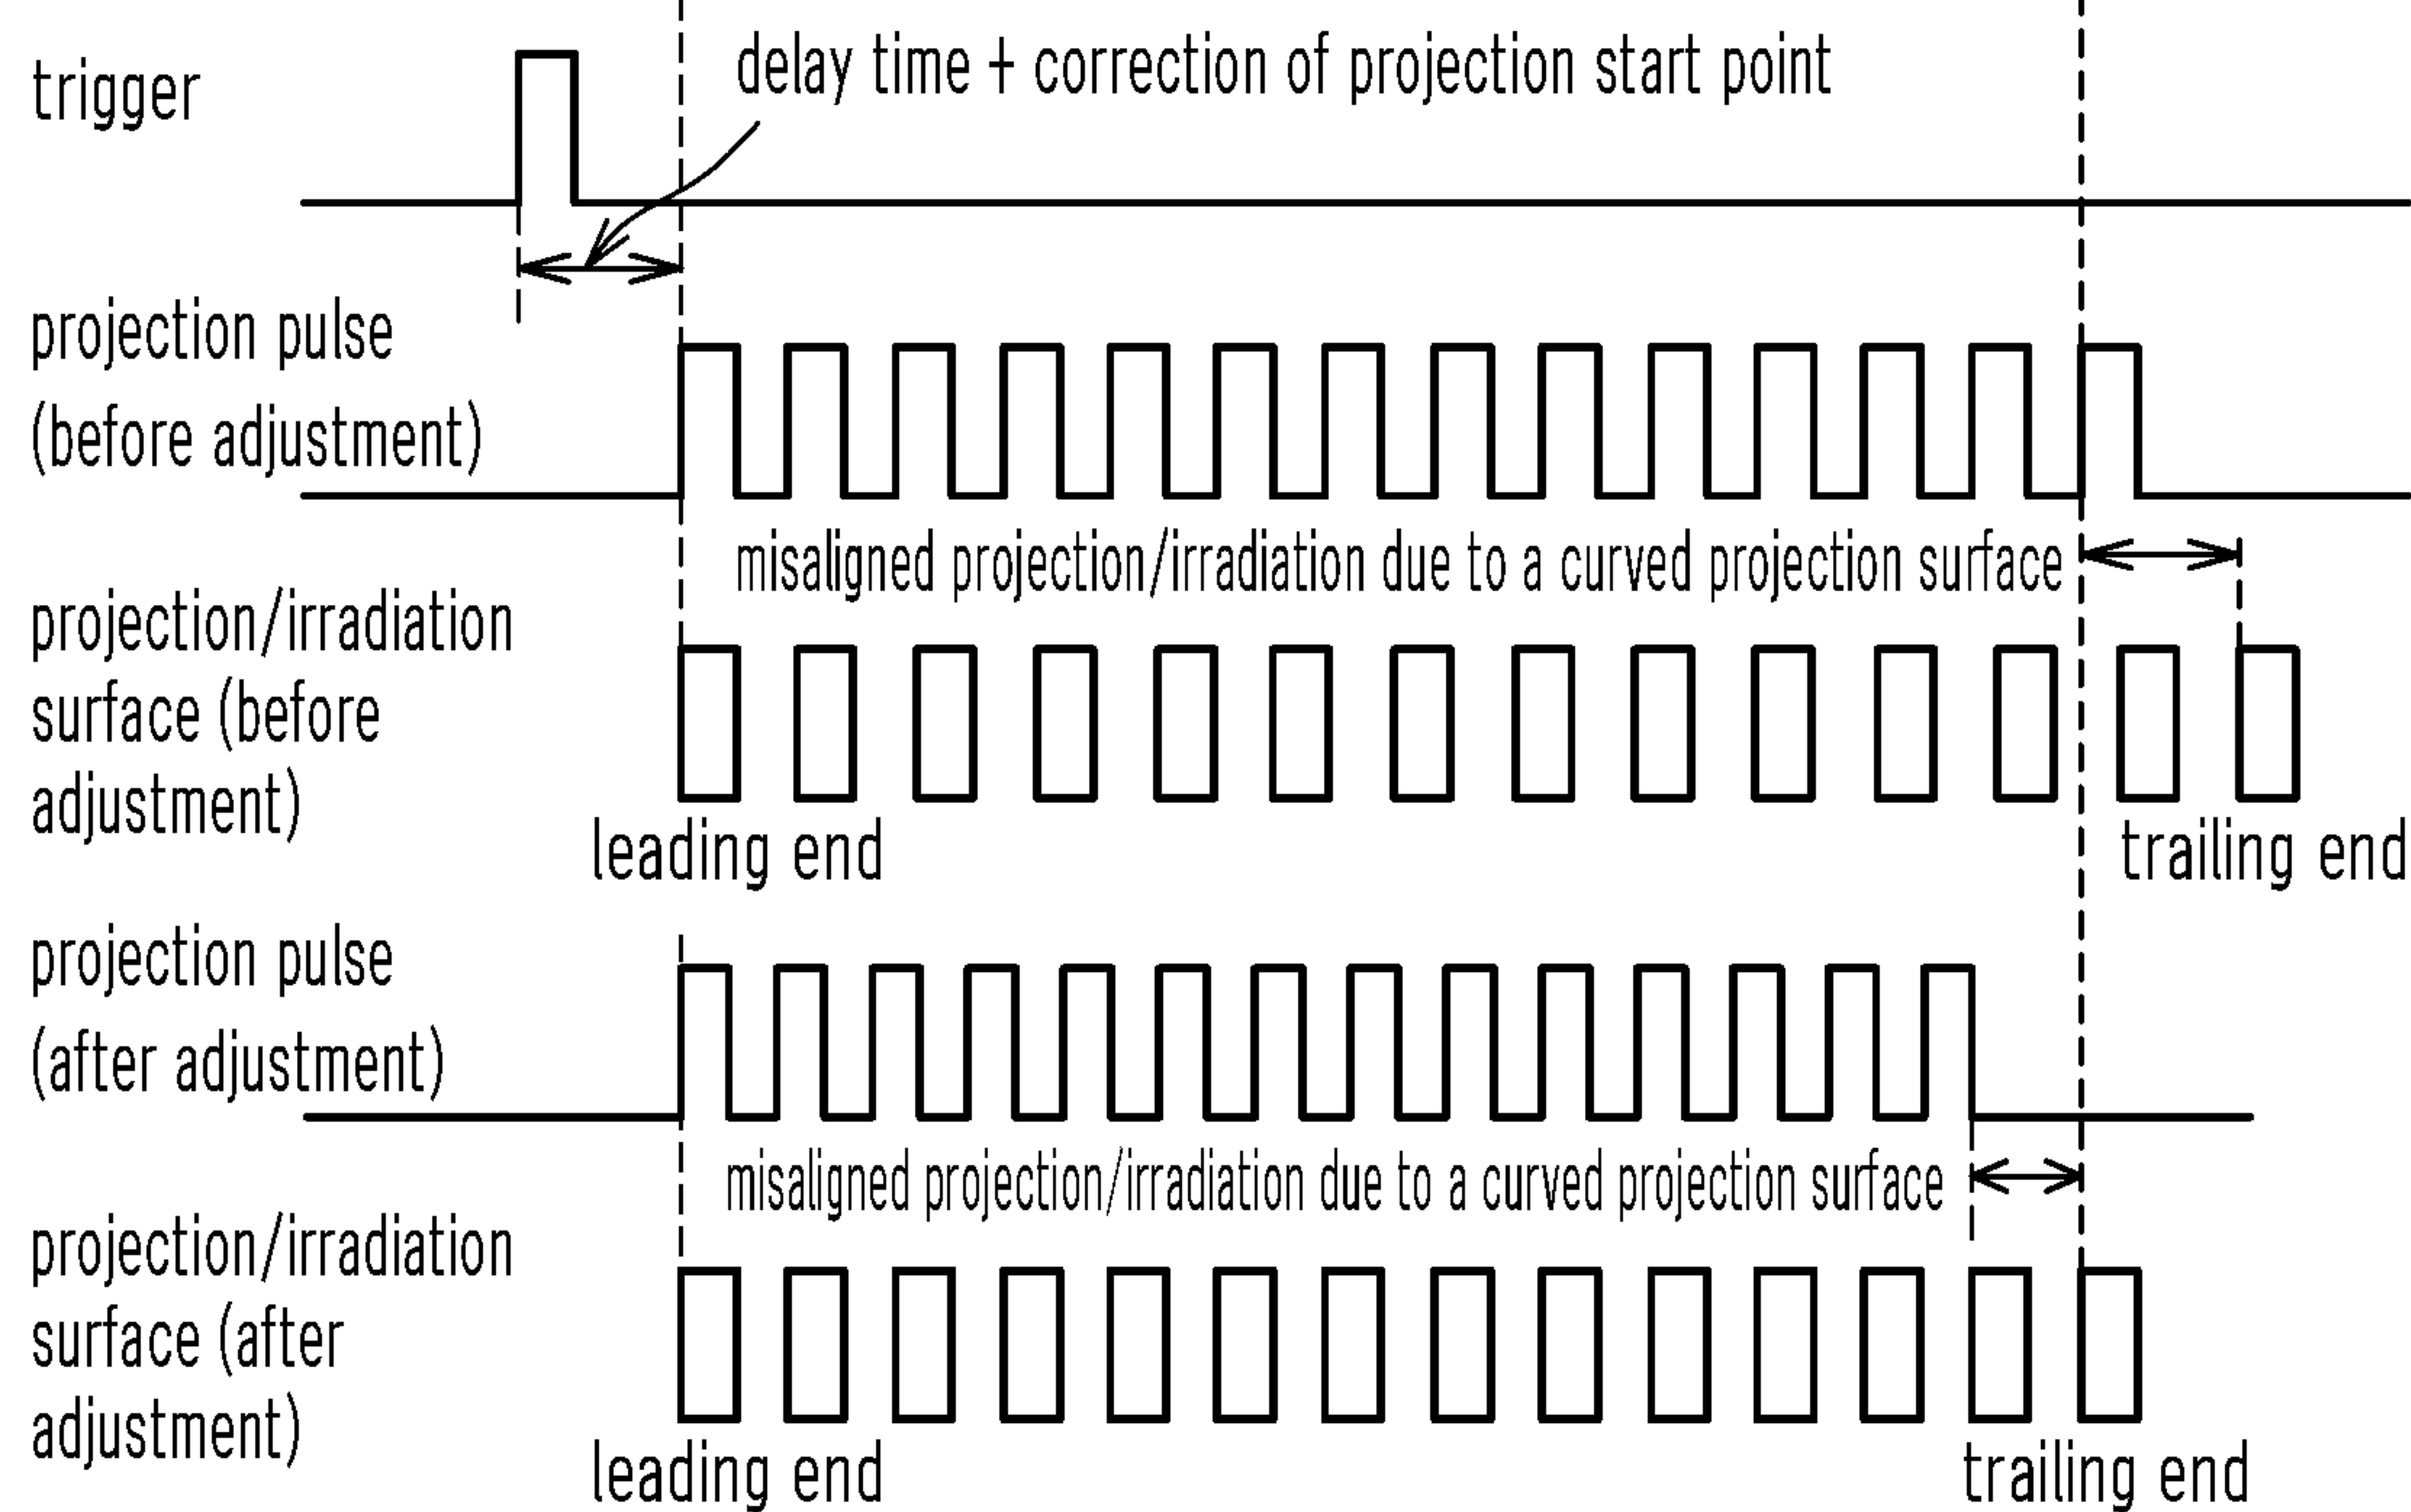 delay time + correction of projection start point
trigger
projection pulse
(before adjustment)
misaligned projection/irradiation due to a curved projection surface
projection/irradiation
surface (before
adjustment)
leading end
trailing end
projection pulse
(after adjustment)
misaligned projection/irradiation due to a curved projection surface
projection/irradiation
surface (after
adjustment)
leading end
trailing end